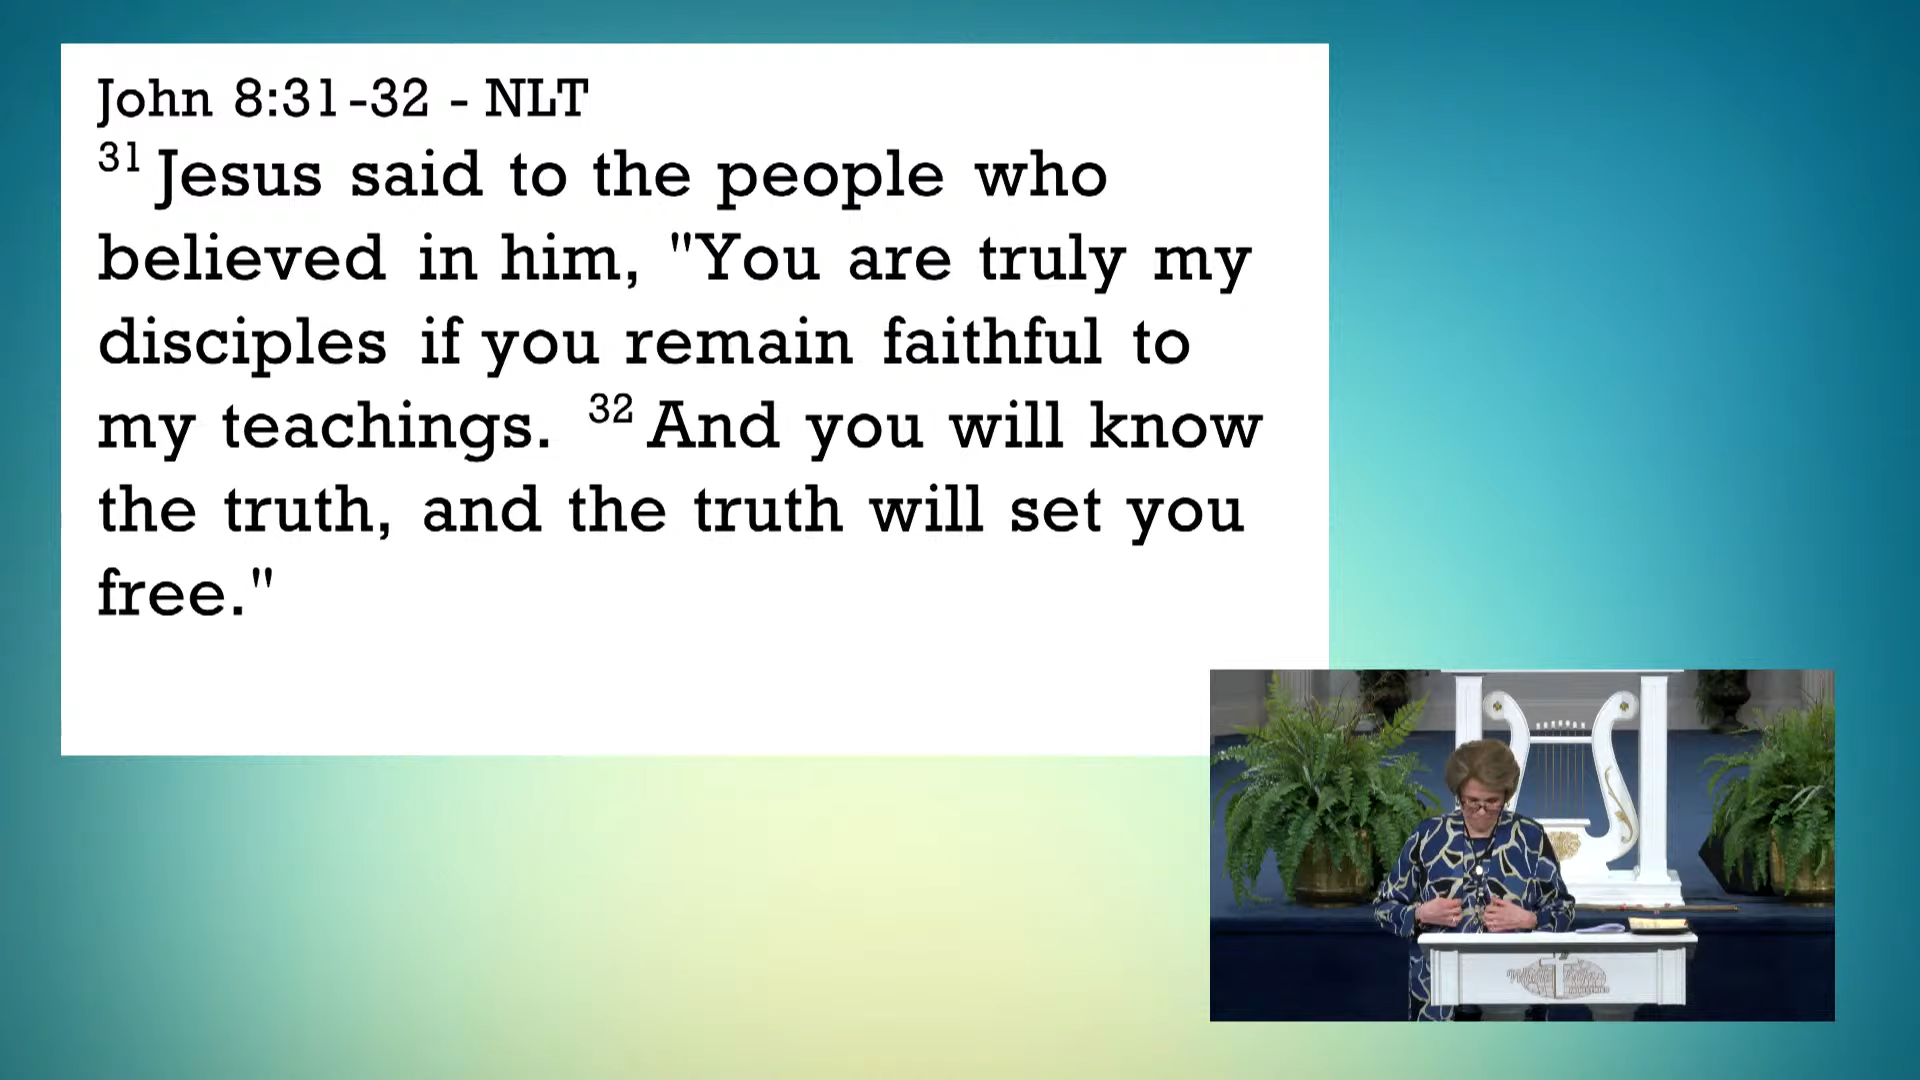 John 8:31-32 - NLT
31 Jesus said to the people who
believed in him, "You are truly my
disciples if you remain faithful to
my teachings. 32 And you will know
the truth, and the truth will set you
free."